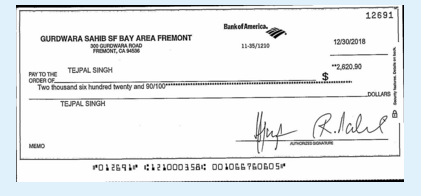 12691
Bank of America.
GURDWARA SAHIB SF BAY AREA FREMONT
300 GURDWARA ROAD
FREMONT, CA 94536
11-35/1210
12/30/2018
PAY TO THE
ORDER OF
TEJPAL SINGH
$ **2,620.90
Two thousand six hundred twenty and 90/100**
DOLLARS
TEJPAL SINGH
MEMO
AUTHORIZED SIGNATURE
Security features. Details on back.
⑈012691⑈ ⑆121000358⑆ 001066760605⑈